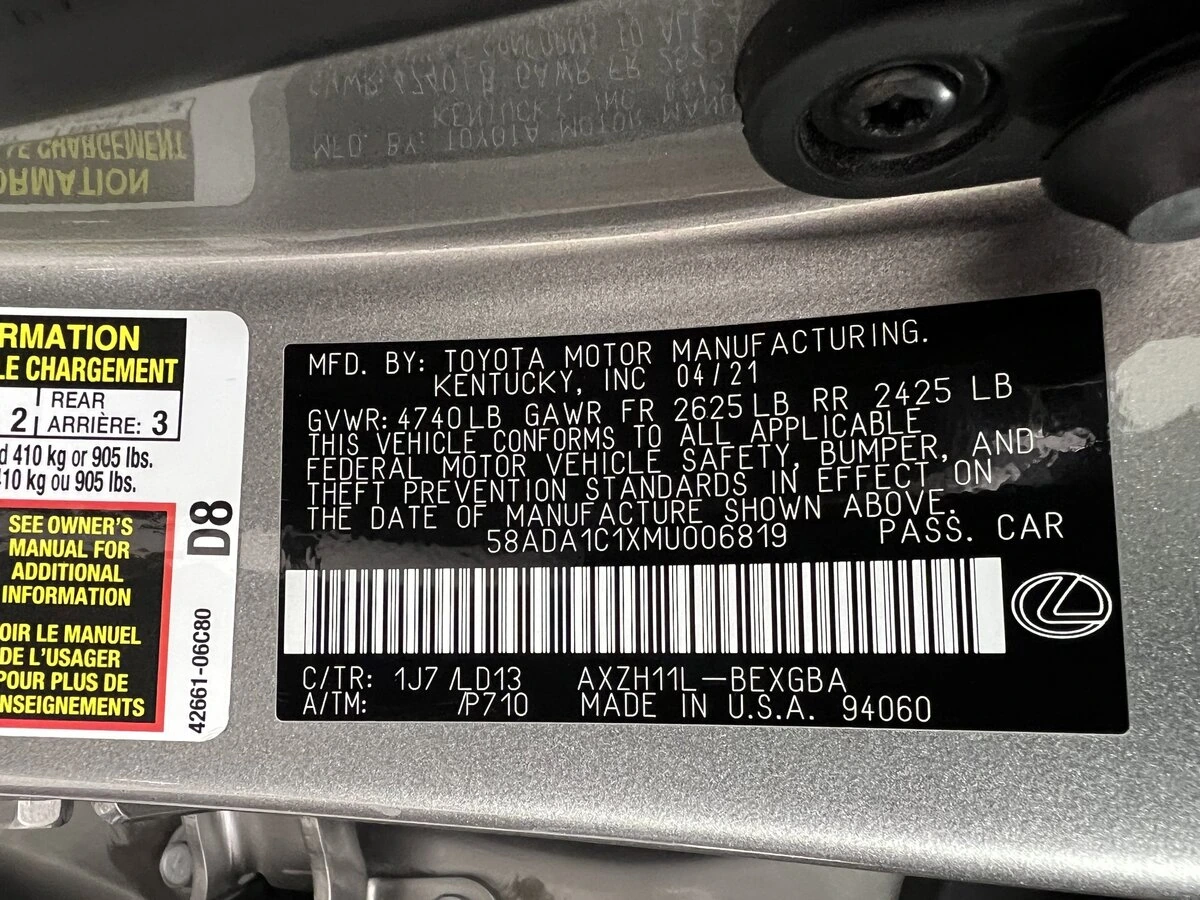 RMATION
LE CHARGEMENT
2 | REAR
ARRIÈRE: 3
d 410 kg or 905 lbs.
410 kg ou 905 lbs.
SEE OWNER'S
MANUAL FOR
ADDITIONAL
INFORMATION
OIR LE MANUEL
DE L'USAGER
POUR PLUS DE
ENSEIGNEMENTS
D8
42661-06C80
MFD. BY: TOYOTA MOTOR MANUFACTURING.
KENTUCKY, INC 04/21
GVWR: 4740LB GAWR FR 2625LB RR 2425 LB
THIS VEHICLE CONFORMS TO ALL APPLICABLE
FEDERAL MOTOR VEHICLE SAFETY, BUMPER, AND
THEFT PREVENTION STANDARDS IN EFFECT ON
THE DATE OF MANUFACTURE SHOWN ABOVE.
58ADA1C1XMU006819 PASS. CAR
C/TR: 1J7 /LD13 AXZH11L-BEXGBA
A/TM: /P710 MADE IN U.S.A. 94060